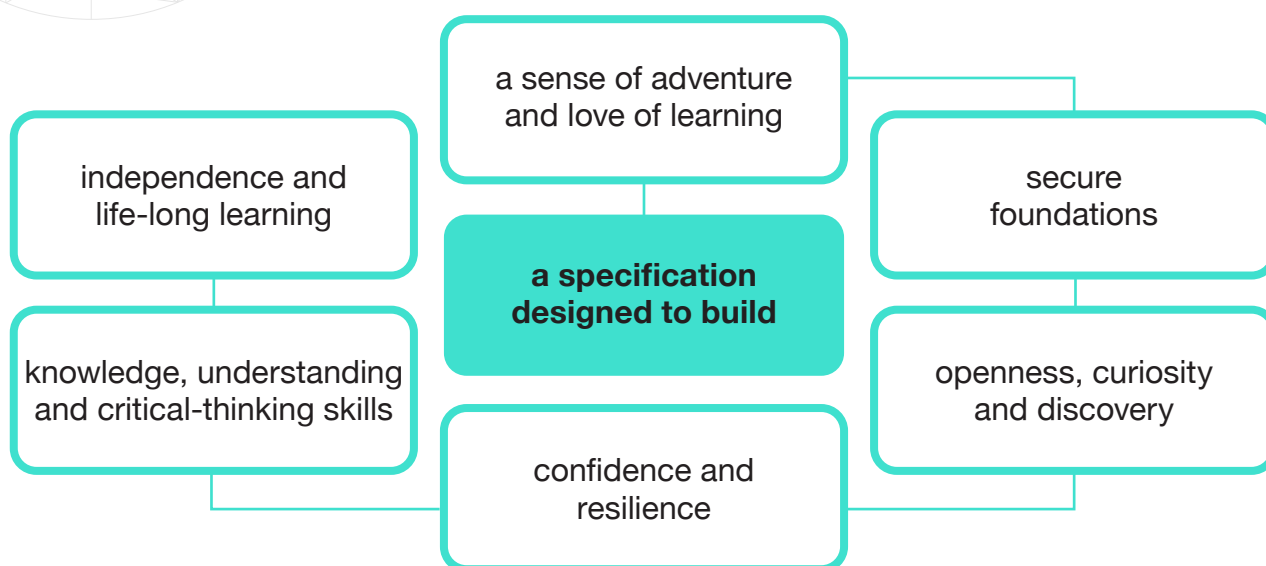 a specification
designed to build
a sense of adventure
and love of learning
secure
foundations
openness, curiosity
and discovery
confidence and
resilience
knowledge, understanding
and critical-thinking skills
independence and
life-long learning